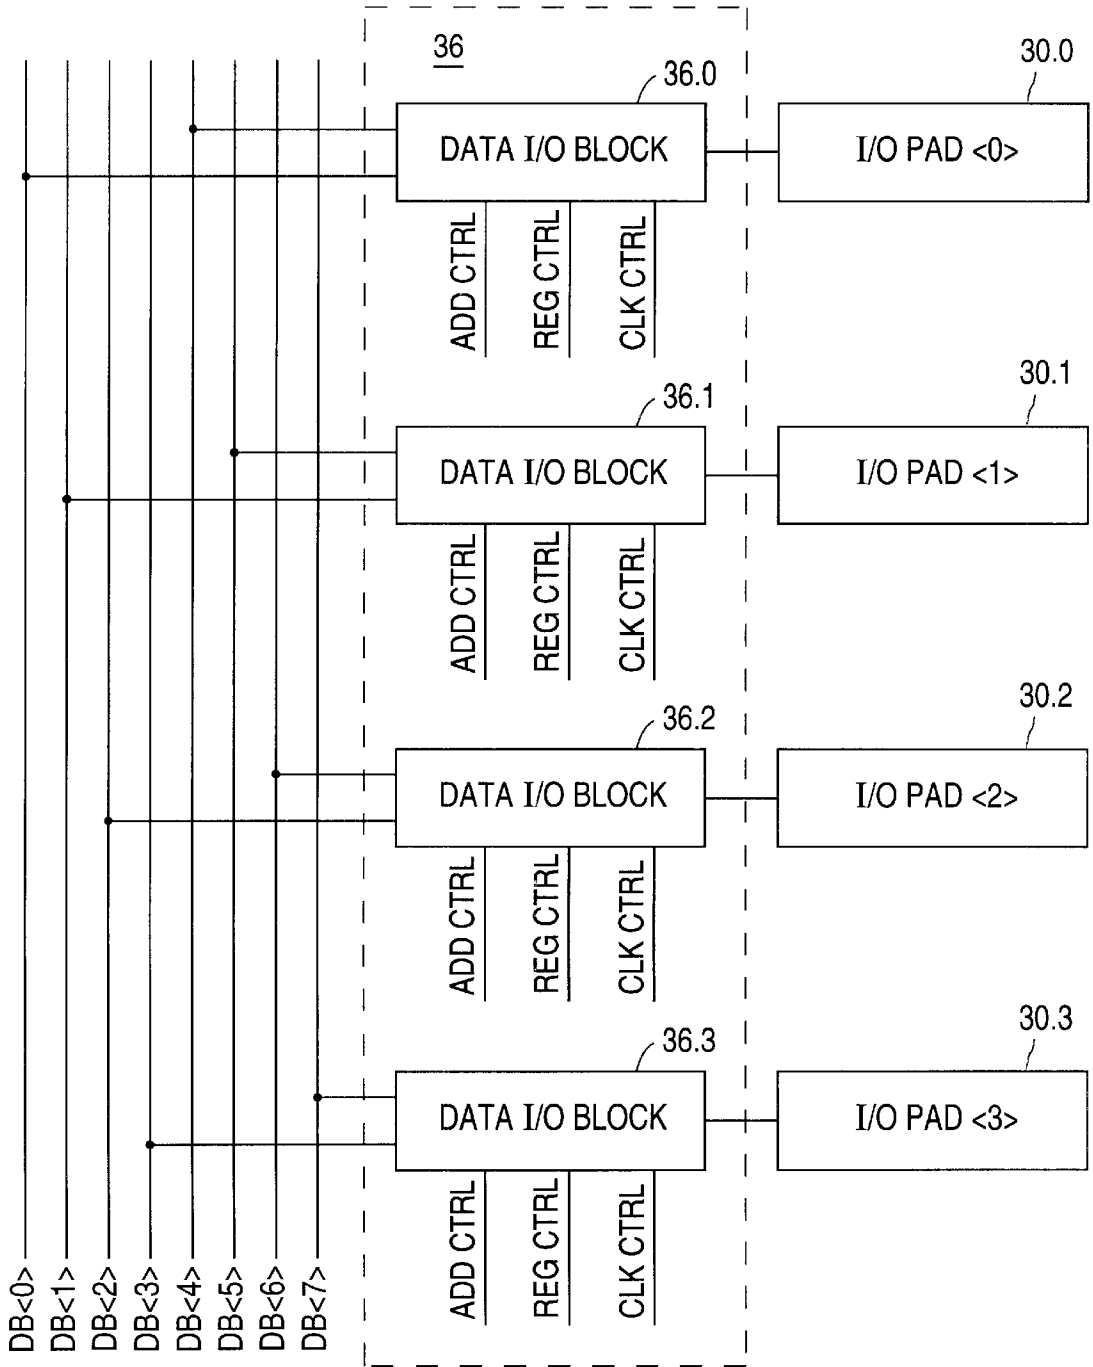 36
36.0
30.0
DATA I/O BLOCK
I/O PAD <0>
ADD CTRL
REG CTRL
CLK CTRL
36.1
30.1
DATA I/O BLOCK
I/O PAD <1>
ADD CTRL
REG CTRL
CLK CTRL
36.2
30.2
DATA I/O BLOCK
I/O PAD <2>
ADD CTRL
REG CTRL
CLK CTRL
36.3
30.3
DATA I/O BLOCK
I/O PAD <3>
ADD CTRL
REG CTRL
CLK CTRL
DB<0>
DB<1>
DB<2>
DB<3>
DB<4>
DB<5>
DB<6>
DB<7>